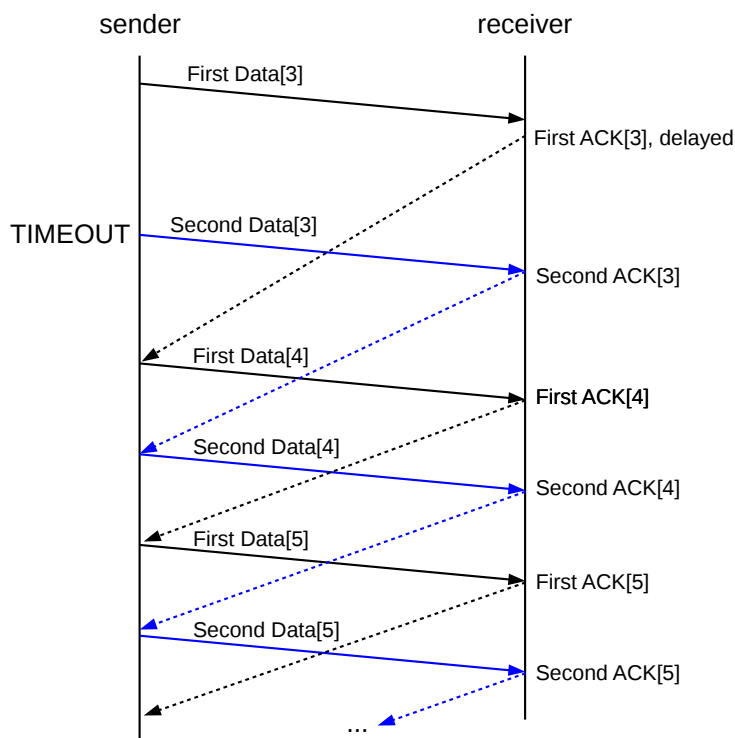 sender
receiver
First Data[3]
First ACK[3], delayed
Second Data[3]
TIMEOUT
Second ACK[3]
First Data[4]
First ACK[4]
Second Data[4]
Second ACK[4]
First Data[5]
First ACK[5]
Second Data[5]
Second ACK[5]
...